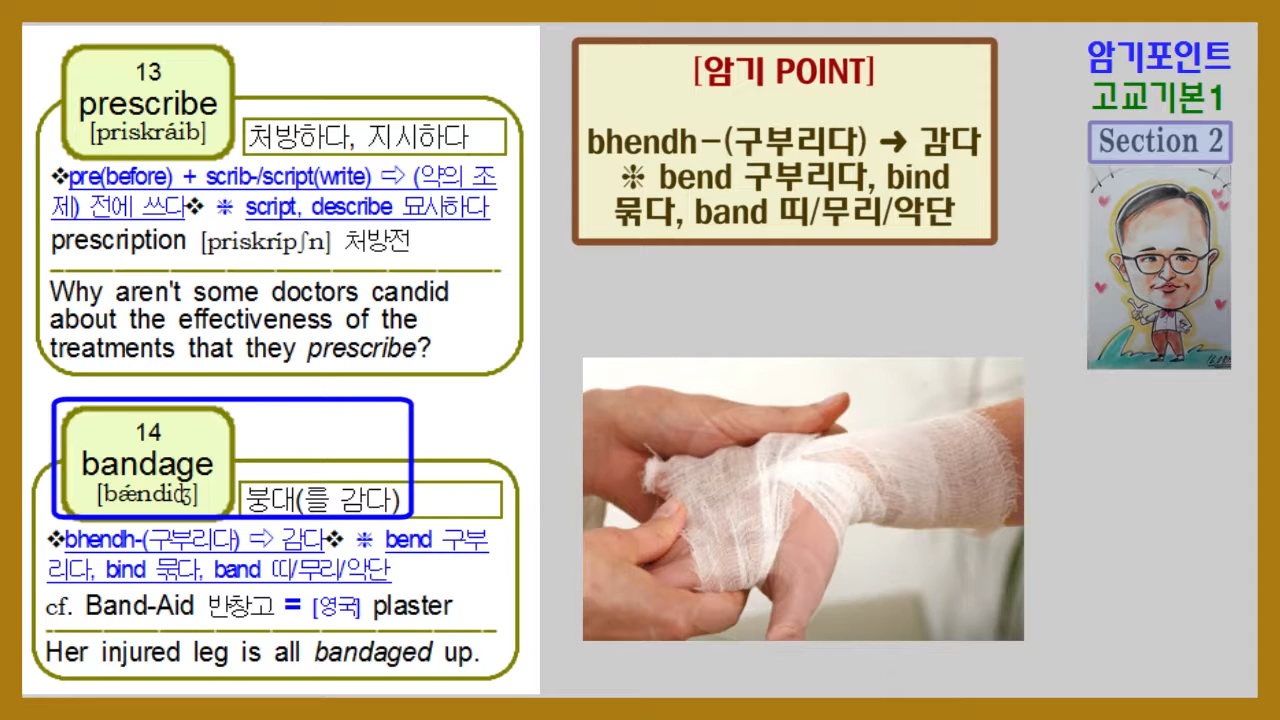 13
prescribe
[priskráib]
처방하다, 지시하다
❖pre(before) + scrib-/script(write) ⇨ (약의 조
제) 전에 쓰다❖ ※ script, describe 묘사하다
prescription [priskrípʃn] 처방전
Why aren't some doctors candid
about the effectiveness of the
treatments that they prescribe?
14
bandage
[bǽndiʤ]
붕대(를 감다)
❖bhendh-(구부리다) ⇨ 감다❖ ※ bend 구부
리다, bind 묶다, band 띠/무리/악단
cf. Band-Aid 반창고 = [영국] plaster
Her injured leg is all bandaged up.
[암기 POINT]
bhendh-(구부리다) ➜ 감다
❈ bend 구부리다, bind
묶다, band 띠/무리/악단
암기포인트
고교기본1
Section 2